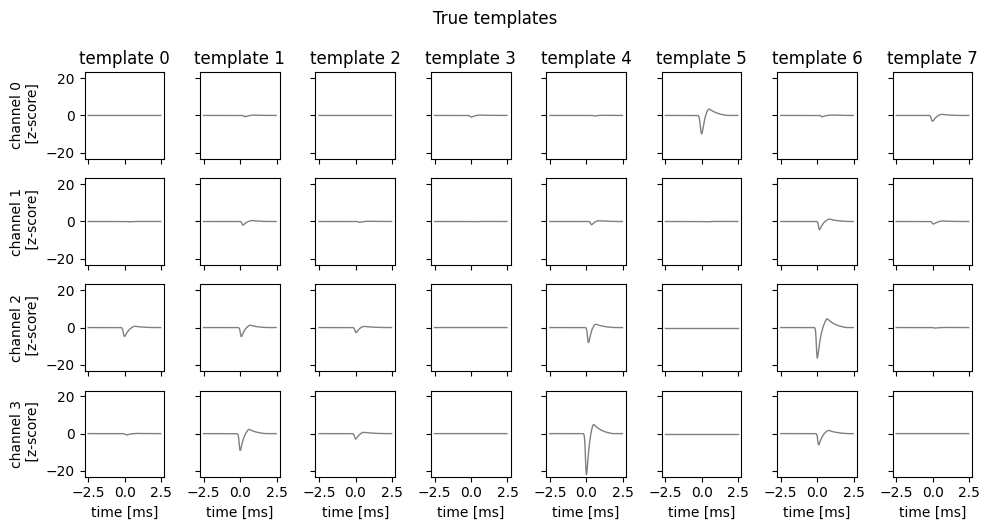 True templates
template 0 template 1 template 2 template 3 template 4 template 5 template 6 template 7
channel 0
[z-score]
20
0
−20
channel 1
[z-score]
20
0
−20
channel 2
[z-score]
20
0
−20
channel 3
[z-score]
20
0
−20
−2.5 0.0 2.5 −2.5 0.0 2.5 −2.5 0.0 2.5 −2.5 0.0 2.5 −2.5 0.0 2.5 −2.5 0.0 2.5 −2.5 0.0 2.5 −2.5 0.0 2.5
time [ms] time [ms] time [ms] time [ms] time [ms] time [ms] time [ms] time [ms]